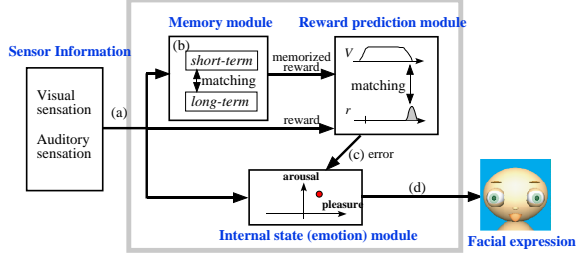 Memory module
Reward prediction module
Sensor Information
(b)
short-term
matching
long-term
memorized
reward
V
matching
r
Visual
sensation
Auditory
sensation
(a)
reward
(c) error
arousal
pleasure
(d)
Internal state (emotion) module
Facial expression